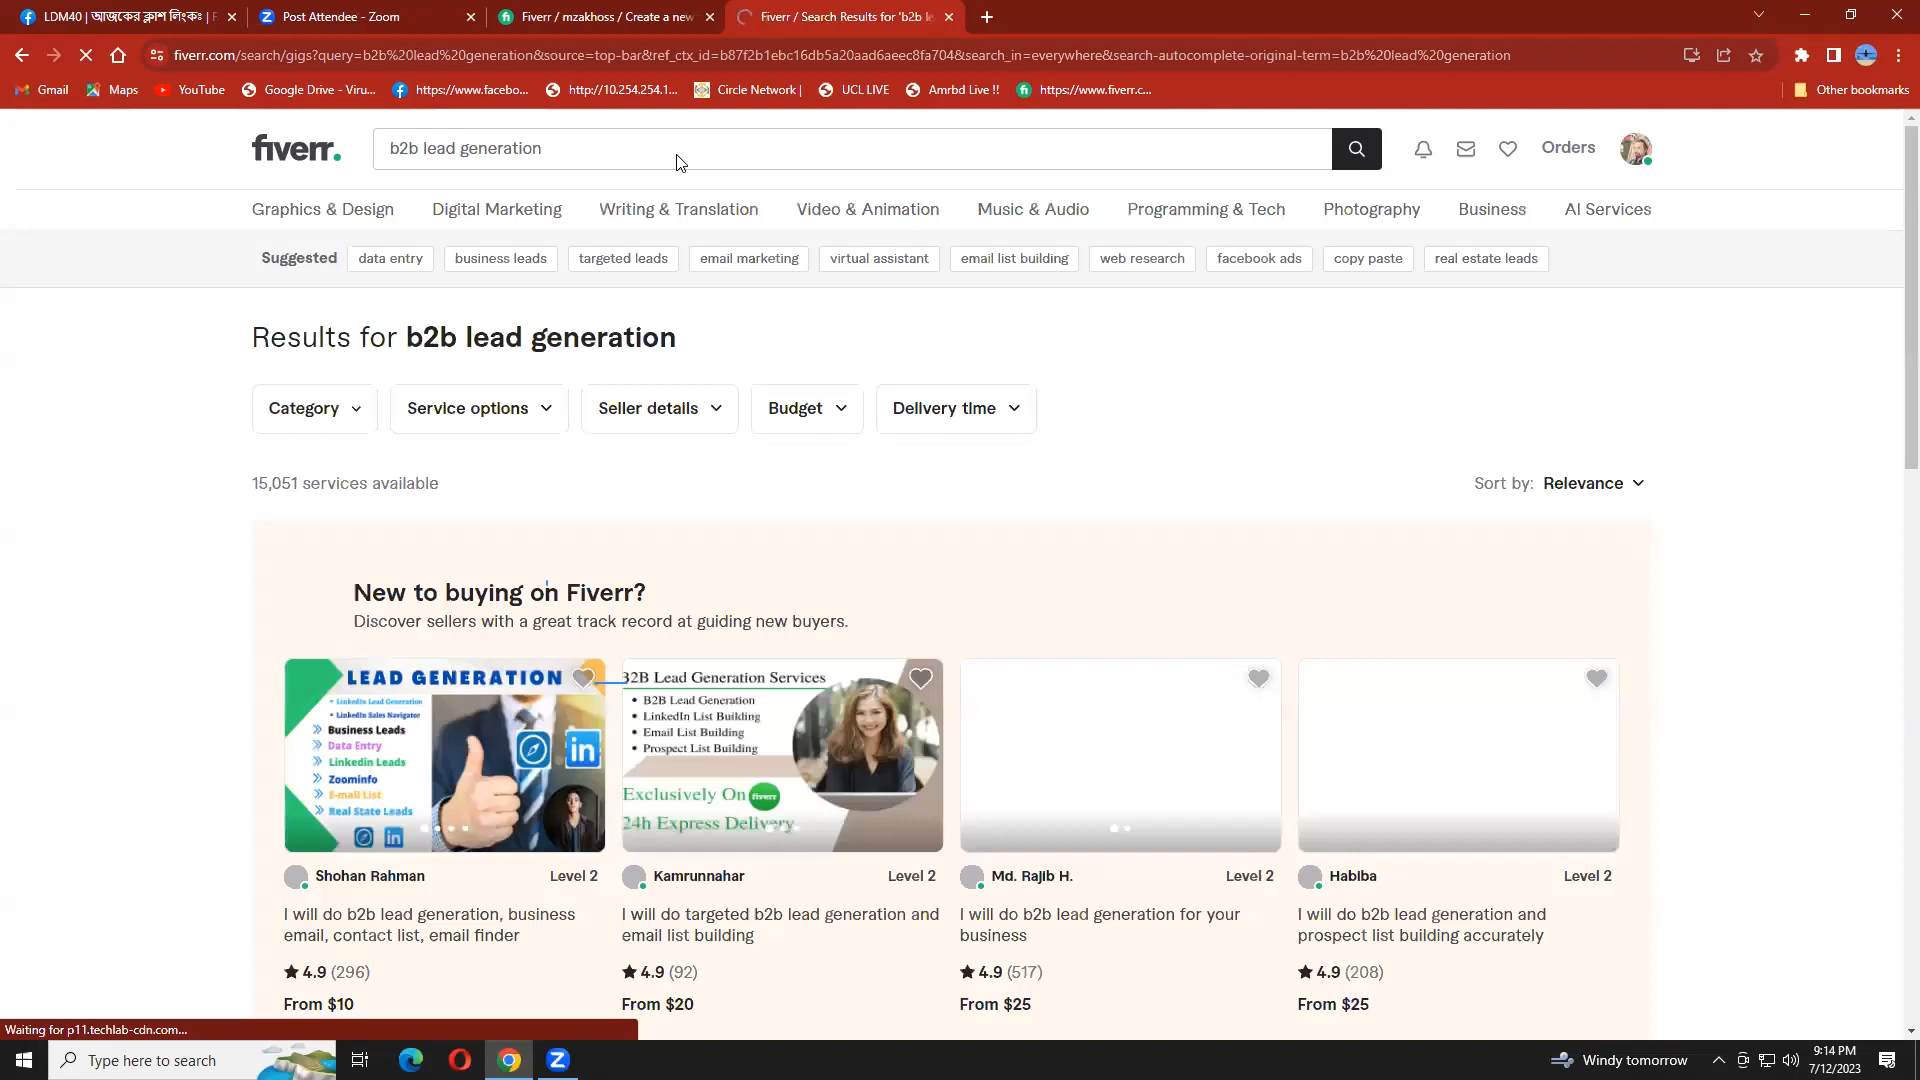 LDM40 | আজকের ক্লাশ লিংকঃ | F
Post Attendee - Zoom
Fiverr / mzakhoss / Create a new
Fiverr / Search Results for 'b2b le
fiverr.com/search/gigs?query=b2b%20lead%20generation&source=top-bar&ref_ctx_id=b87f2b1ebc16db5a20aad6aeec8fa704&search_in=everywhere&search-autocomplete-original-term=b2b%20lead%20generation
Gmail
Maps
YouTube
Google Drive - Viru...
https://www.facebo...
http://10.254.254.1...
Circle Network |
UCL LIVE
Amrbd Live !!
https://www.fiverr.c...
Other bookmarks
fiverr.
b2b lead generation
Orders
Graphics & Design
Digital Marketing
Writing & Translation
Video & Animation
Music & Audio
Programming & Tech
Photography
Business
AI Services
Suggested
data entry
business leads
targeted leads
email marketing
virtual assistant
email list building
web research
facebook ads
copy paste
real estate leads
Results for b2b lead generation
Category
Service options
Seller details
Budget
Delivery time
15,051 services available
Sort by: Relevance
New to buying on Fiverr?
Discover sellers with a great track record at guiding new buyers.
LEAD GENERATION
• LinkedIn Lead Generation
• LinkedIn Sales Navigator
Business Leads
Data Entry
Linkedin Leads
Zoominfo
E-mail List
Real State Leads
in
in
B2B Lead Generation Services
• B2B Lead Generation
• LinkedIn List Building
• Email List Building
• Prospect List Building
Exclusively On fiverr
24h Express Delivery
Shohan Rahman
Level 2
Kamrunnahar
Level 2
Md. Rajib H.
Level 2
Habiba
Level 2
I will do b2b lead generation, business
email, contact list, email finder
I will do targeted b2b lead generation and
email list building
I will do b2b lead generation for your
business
I will do b2b lead generation and
prospect list building accurately
4.9 (296)
4.9 (92)
4.9 (517)
4.9 (208)
From $10
From $20
From $25
From $25
Waiting for p11.techlab-cdn.com...
Type here to search
Windy tomorrow
9:14 PM
7/12/2023